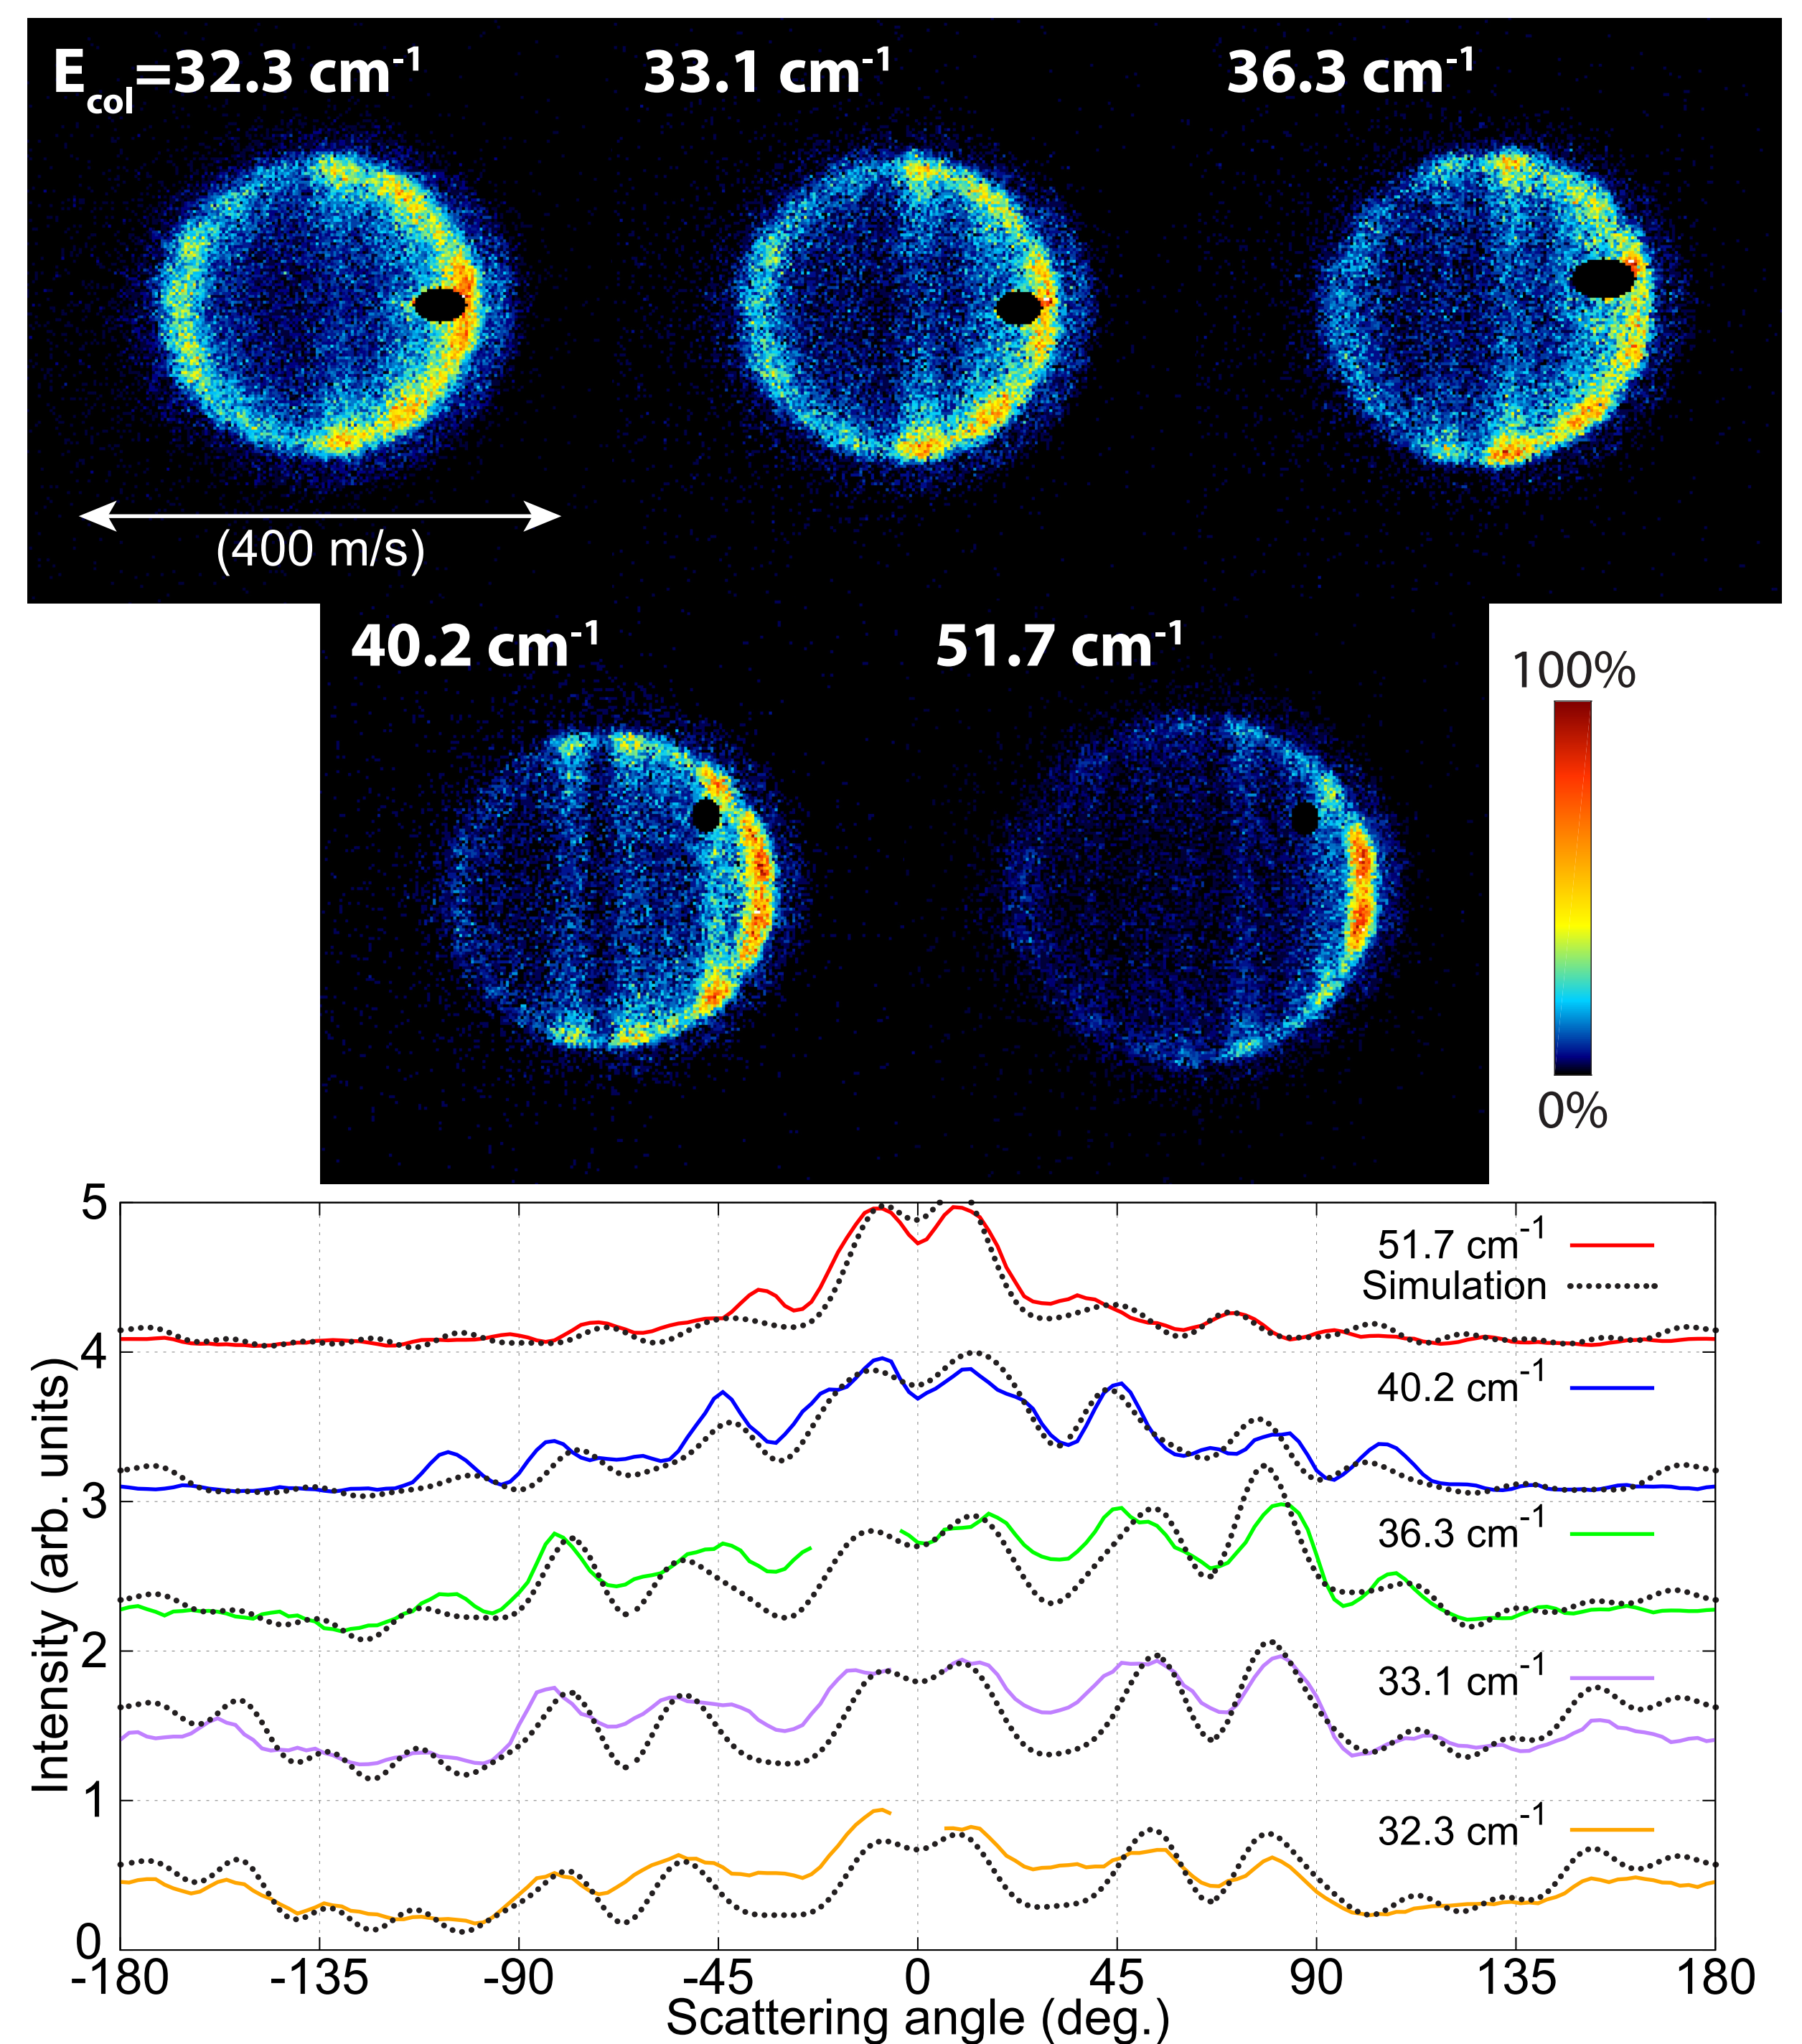 Ecol=32.3 cm-1
33.1 cm-1
36.3 cm-1
(400 m/s)
40.2 cm-1
51.7 cm-1
100%
0%
Intensity (arb. units)
5
4
3
2
1
0
51.7 cm-1
Simulation
40.2 cm-1
36.3 cm-1
33.1 cm-1
32.3 cm-1
-180 -135 -90 -45 0 45 90 135 180
Scattering angle (deg.)